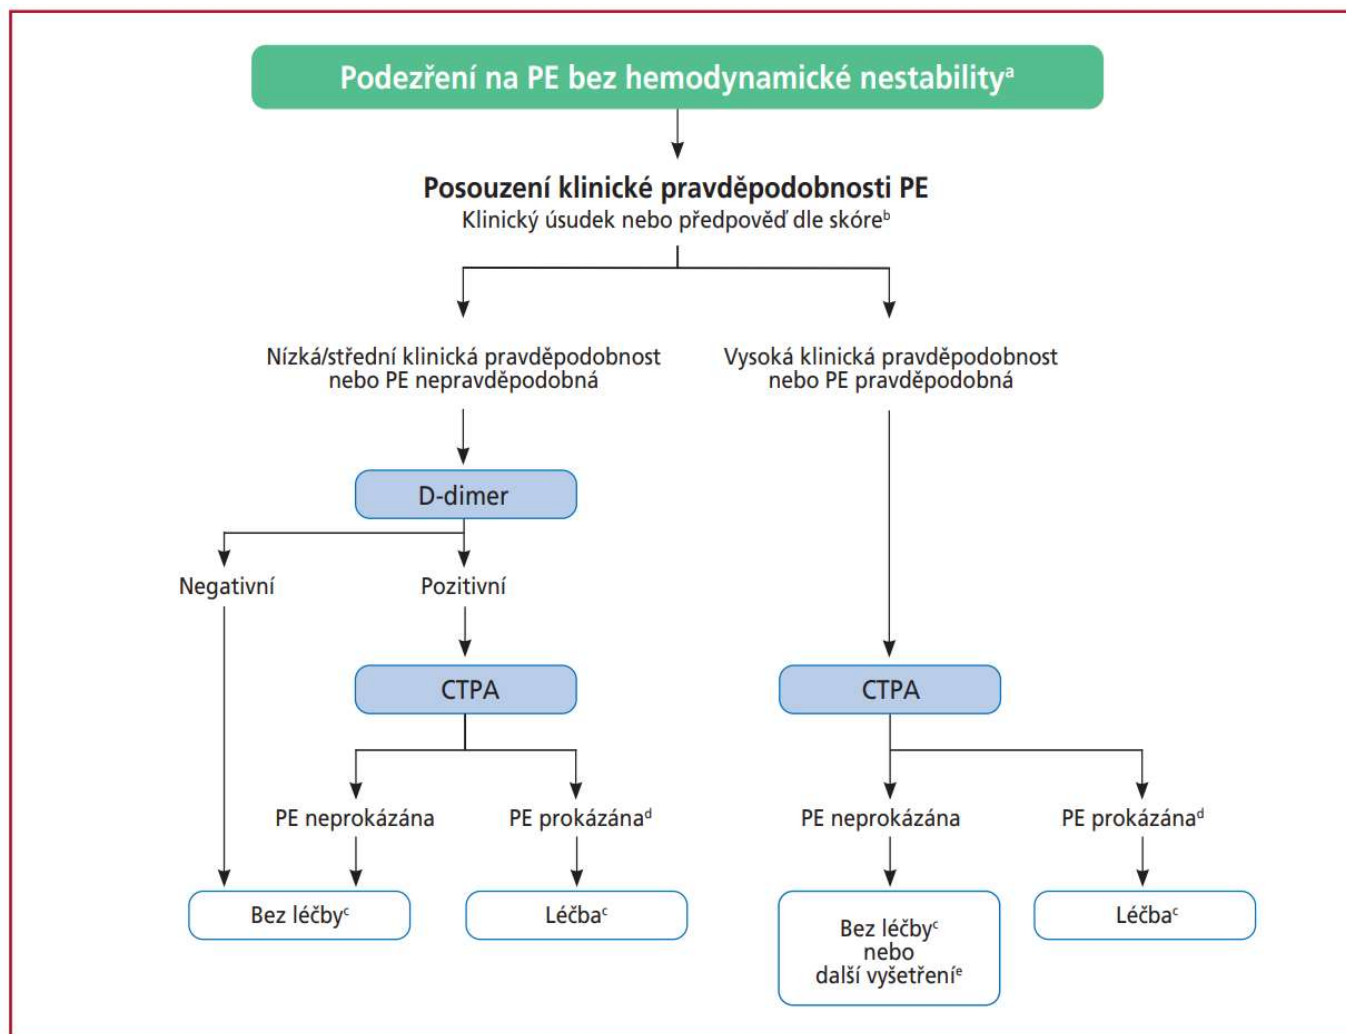 Podezření na PE bez hemodynamické nestabilityᵃ
Posouzení klinické pravděpodobnosti PE
Klinický úsudek nebo předpověď dle skóreᵇ
Nízká/střední klinická pravděpodobnost
nebo PE nepravděpodobná
Vysoká klinická pravděpodobnost
nebo PE pravděpodobná
D-dimer
Negativní
Pozitivní
CTPA
CTPA
PE neprokázána
PE prokázánaᵈ
PE neprokázána
PE prokázánaᵈ
Bez léčbyᶜ
Léčbaᶜ
Bez léčbyᶜ
nebo
další vyšetřeníᵉ
Léčbaᶜ